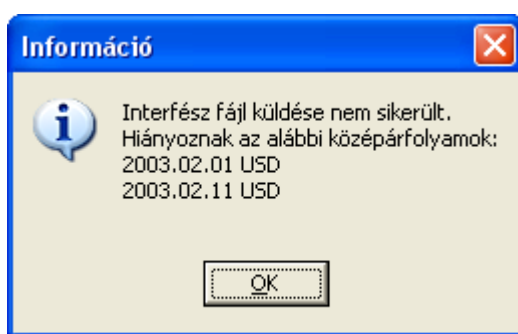 Információ
Interfész fájl küldése nem sikerült.
Hiányoznak az alábbi középárfolyamok:
2003.02.01 USD
2003.02.11 USD
OK